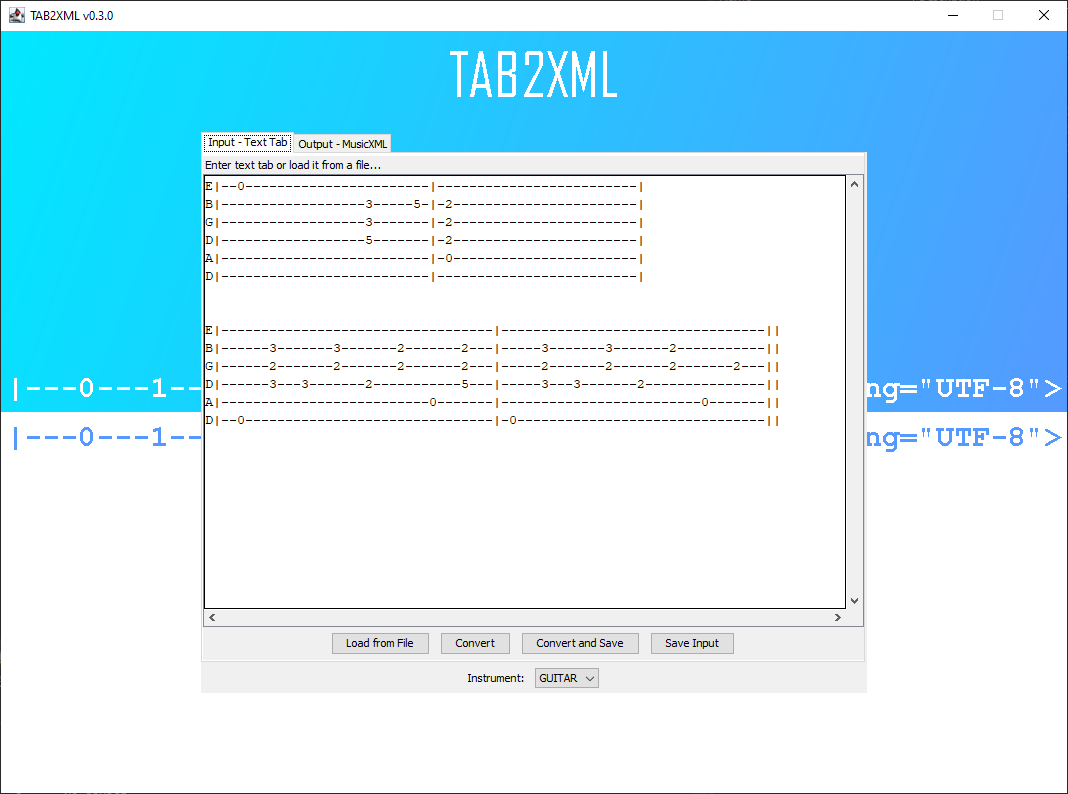 TAB2XML v0.3.0
TAB2XML
Input - Text Tab
Output - MusicXML
Enter text tab or load it from a file...
E|--0-----------------------|-------------------------|
B|------------------3-----5-|-2-----------------------|
G|------------------3-------|-2-----------------------|
D|------------------5-------|-2-----------------------|
A|--------------------------|-0-----------------------|
D|--------------------------|-------------------------|
E|----------------------------------|---------------------------------||
B|------3-------3-------2-------2---|-----3-------3-------2-----------||
G|------2-------2-------2-------2---|-----2-------2-------2-------2---||
D|------3---3-------2-----------5---|-----3---3-------2---------------||
A|--------------------------0-------|-------------------------0-------||
D|--0-------------------------------|-0-------------------------------||
|---0---1--
ng="UTF-8">
|---0---1--
ng="UTF-8">
Load from File
Convert
Convert and Save
Save Input
Instrument:
GUITAR